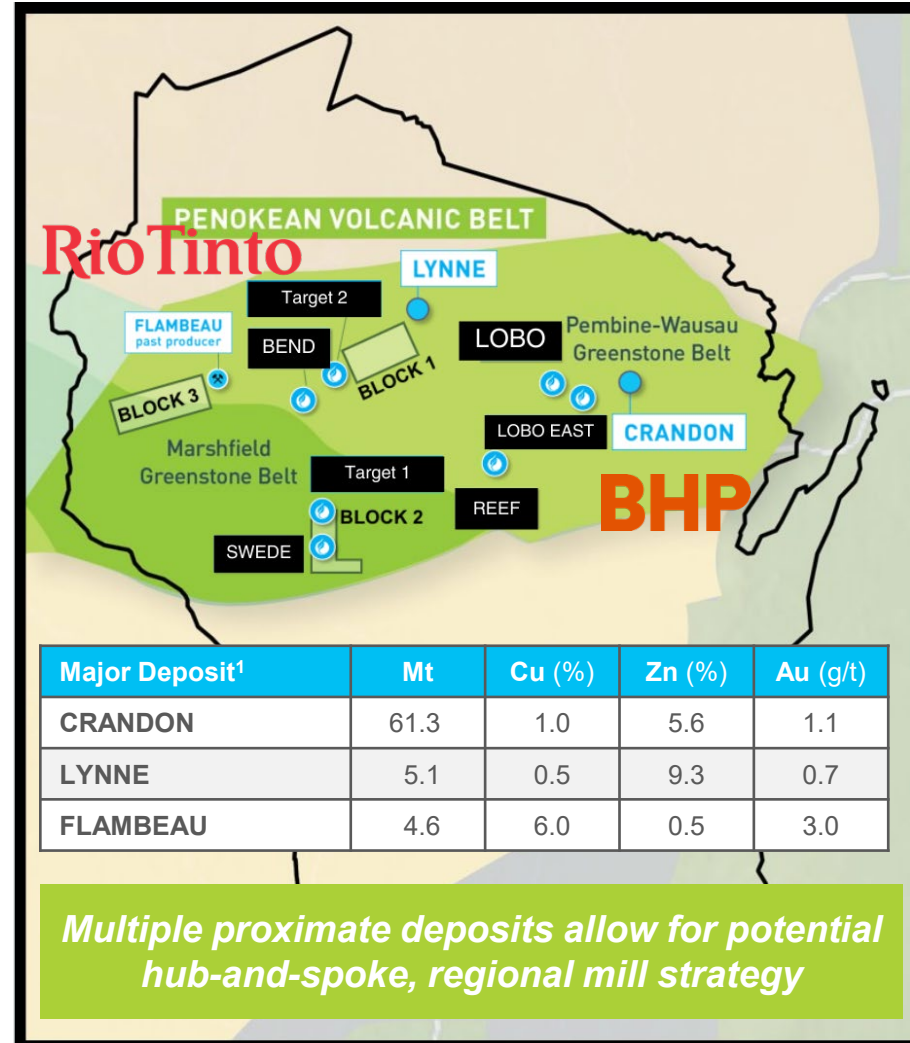 PENOKEAN VOLCANIC BELT
RioTinto
LYNNE
Target 2
FLAMBEAU
past producer
BEND
LOBO
Pembine-Wausau
Greenstone Belt
BLOCK 1
BLOCK 3
LOBO EAST
CRANDON
Marshfield
Greenstone Belt
Target 1
BHP
REEF
BLOCK 2
SWEDE
Major Deposit¹ Mt Cu (%) Zn (%) Au (g/t)
CRANDON 61.3 1.0 5.6 1.1
LYNNE 5.1 0.5 9.3 0.7
FLAMBEAU 4.6 6.0 0.5 3.0
Multiple proximate deposits allow for potential
hub-and-spoke, regional mill strategy